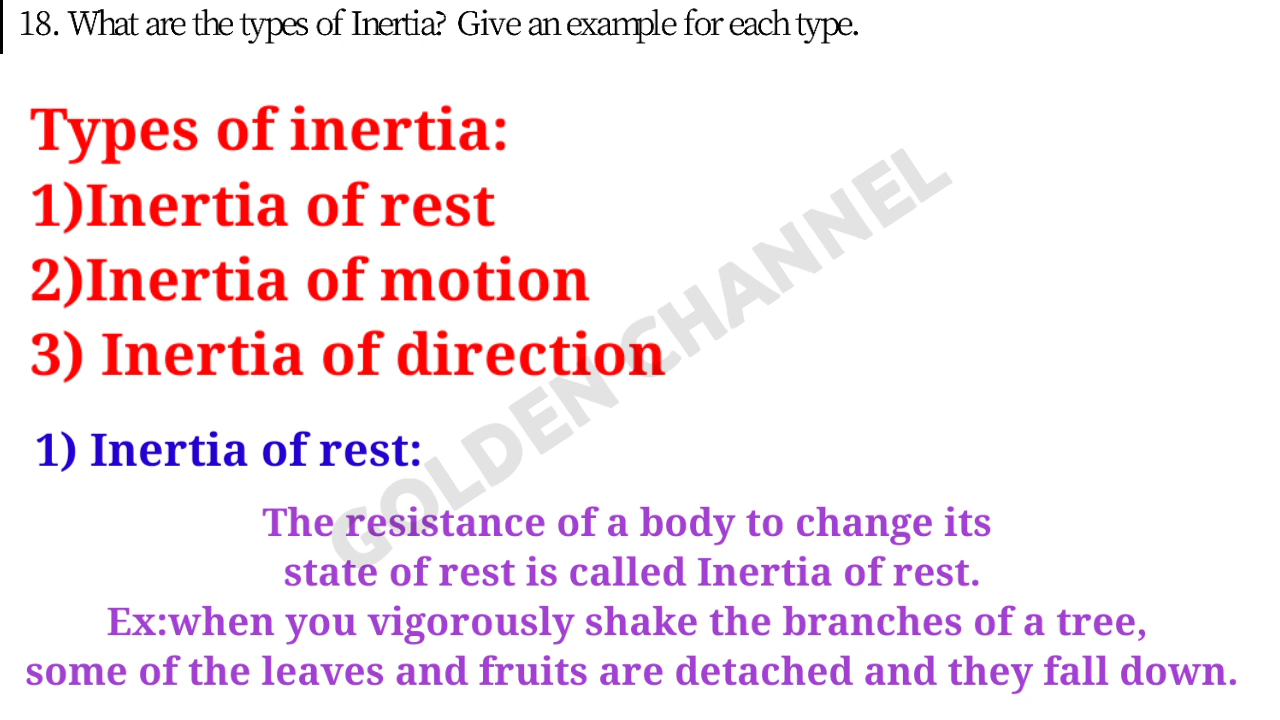 18. What are the types of Inertia? Give an example for each type.
Types of inertia:
1)Inertia of rest
2)Inertia of motion
3) Inertia of direction
GOLDEN CHANNEL
1) Inertia of rest:
The resistance of a body to change its
state of rest is called Inertia of rest.
Ex:when you vigorously shake the branches of a tree,
some of the leaves and fruits are detached and they fall down.